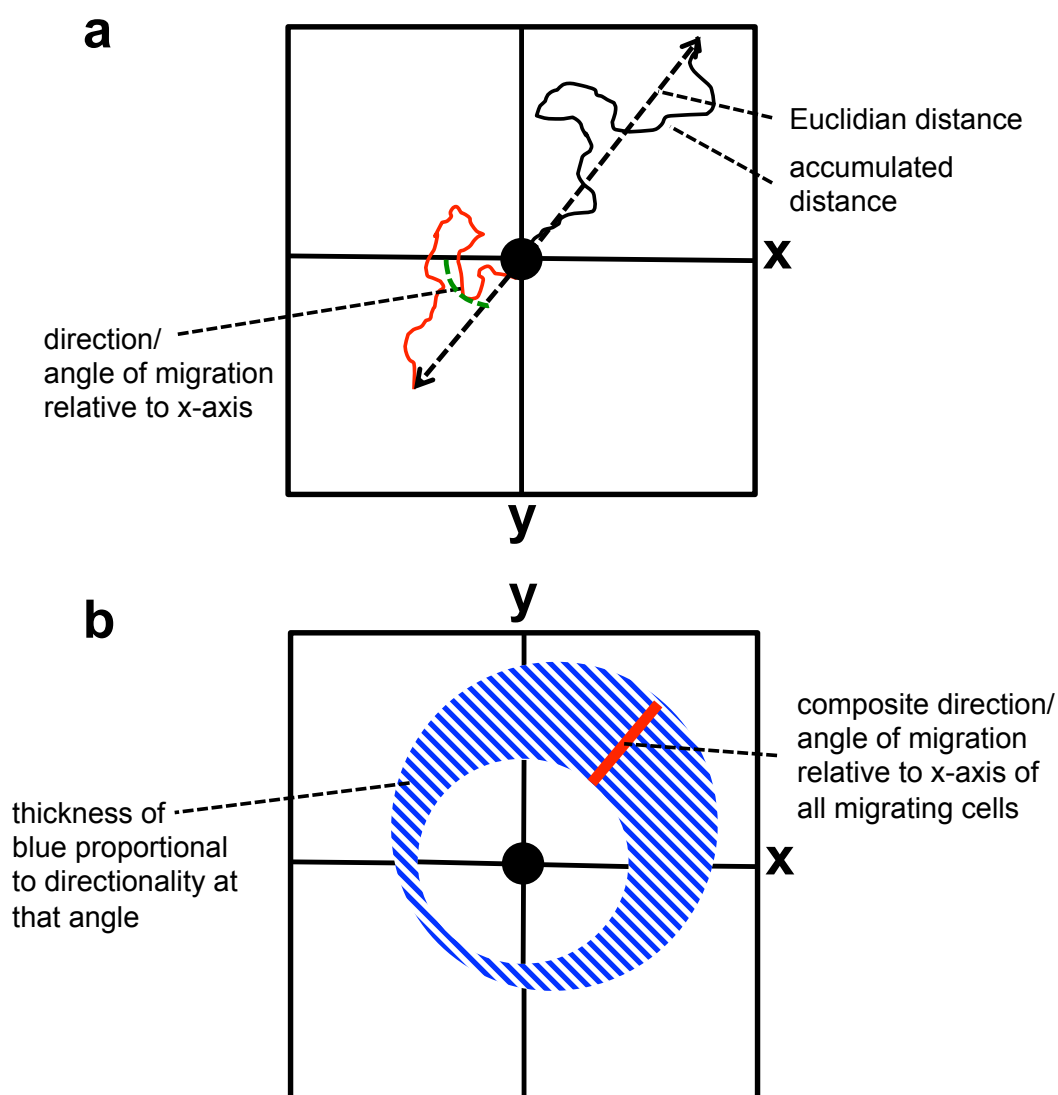 a
Euclidian distance
accumulated
distance
x
direction/
angle of migration
relative to x-axis
y
y
b
composite direction/
angle of migration
relative to x-axis of
all migrating cells
thickness of
blue proportional
to directionality at
that angle
x